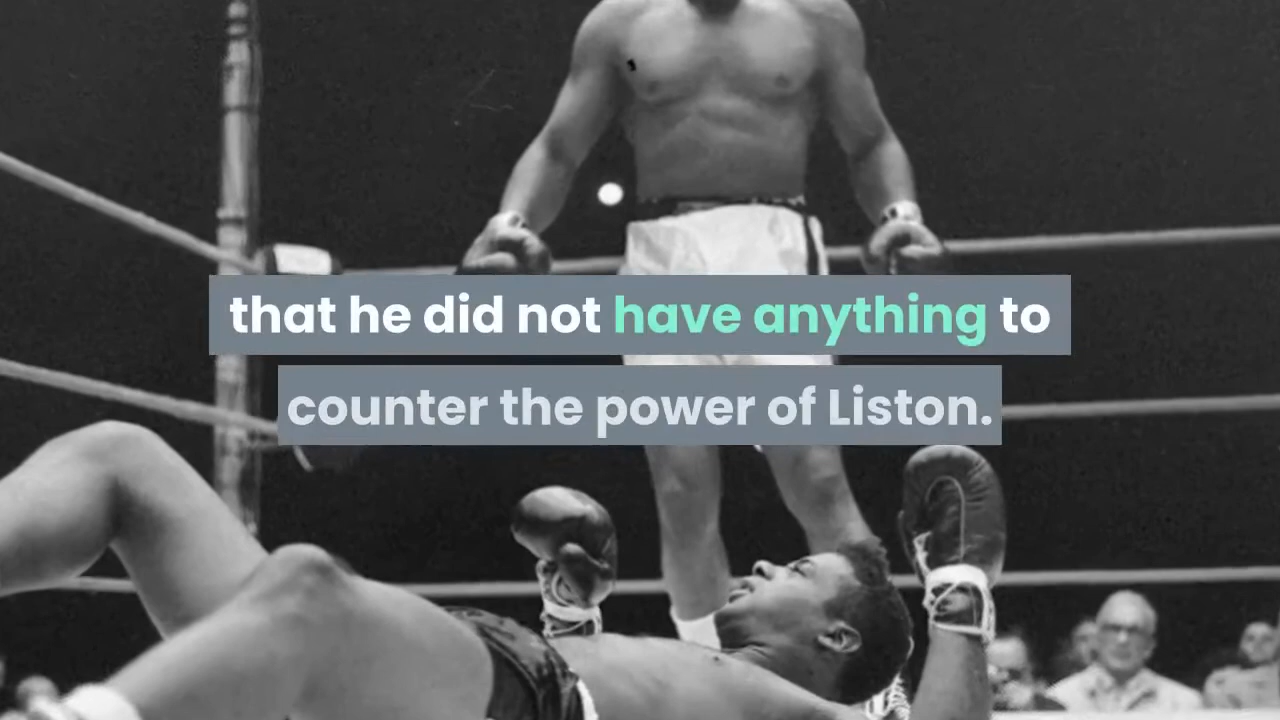 that he did not have anything to
counter the power of Liston.